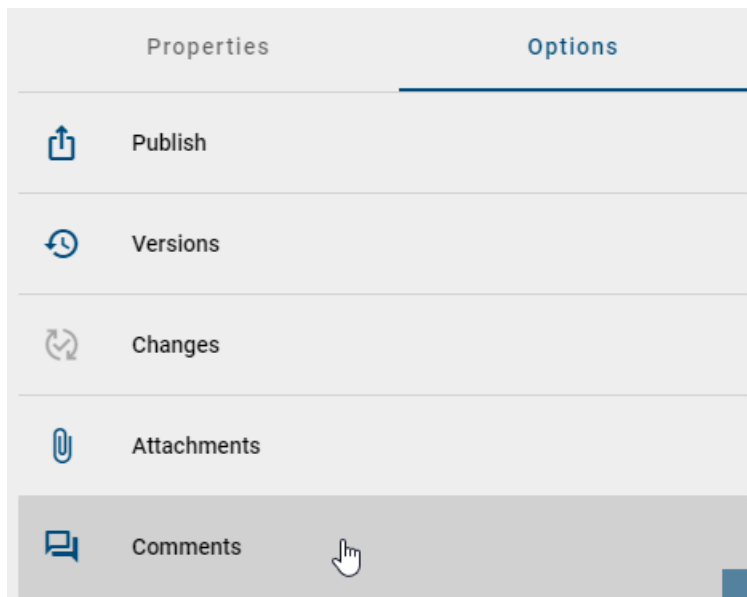 Properties Options
Publish
Versions
Changes
Attachments
Comments